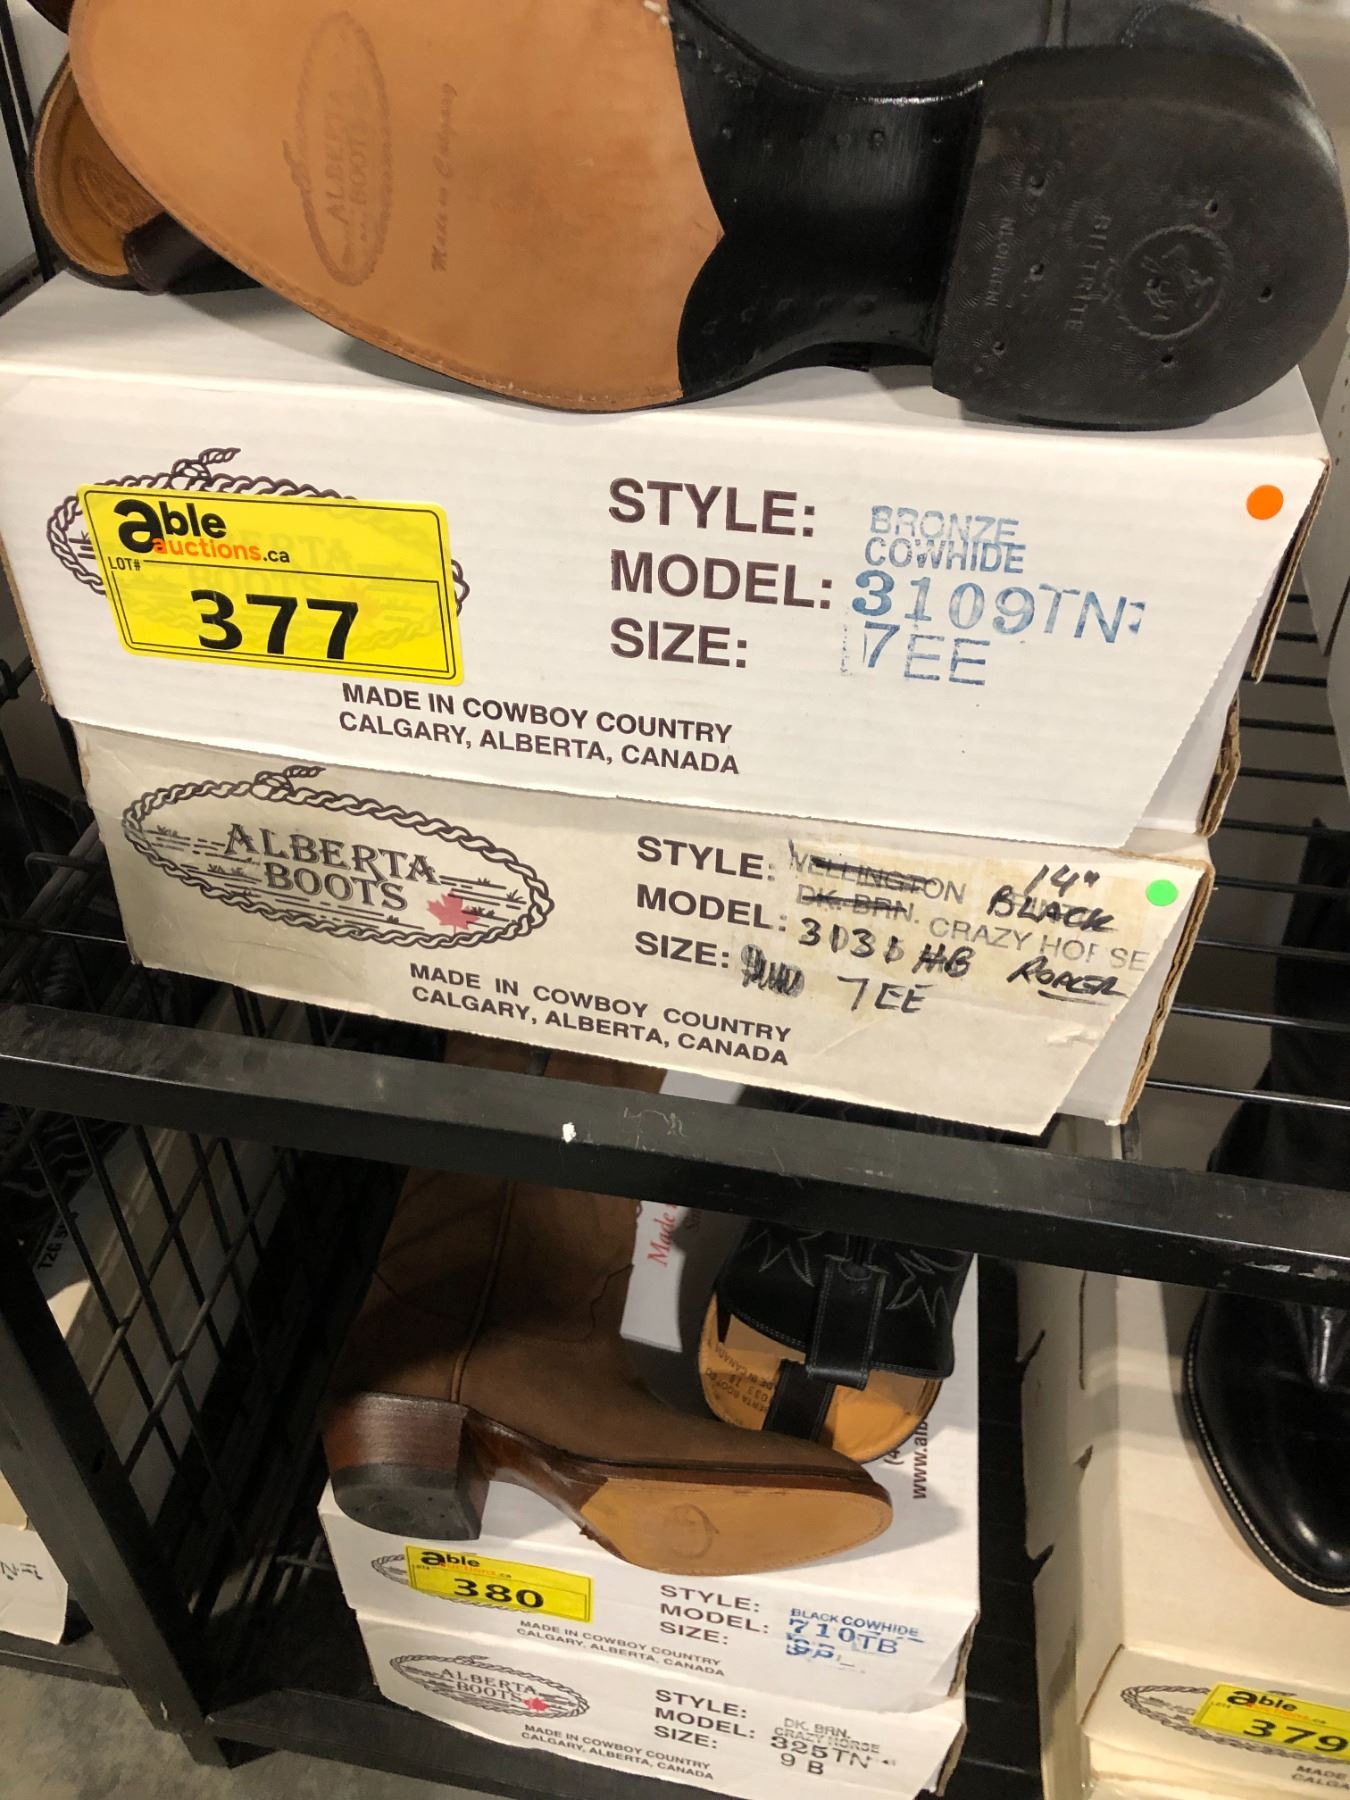 ALBERTA
BOOTS
Made in Calgary
BILTRITE
able
auctions.ca
LOT#
377
STYLE: BRONZE
COWHIDE
MODEL: 3109TN
SIZE: 7EE
MADE IN COWBOY COUNTRY
CALGARY, ALBERTA, CANADA
ALBERTA
BOOTS
STYLE: WELLINGTON 14"
BLACK
MODEL: DK. BRN. CRAZY HORSE
3131 HB ROPER
SIZE: 7EE
MADE IN COWBOY COUNTRY
CALGARY, ALBERTA, CANADA
Made
able
380
STYLE: BLACK COWHIDE
MODEL: 710TB
SIZE:
MADE IN COWBOY COUNTRY
CALGARY, ALBERTA, CANADA
ALBERTA
BOOTS
STYLE: DK. BRN.
CRAZY HORSE
MODEL: 325TN
SIZE: 9 B
MADE IN COWBOY COUNTRY
CALGARY, ALBERTA, CANADA
able
379
MADE